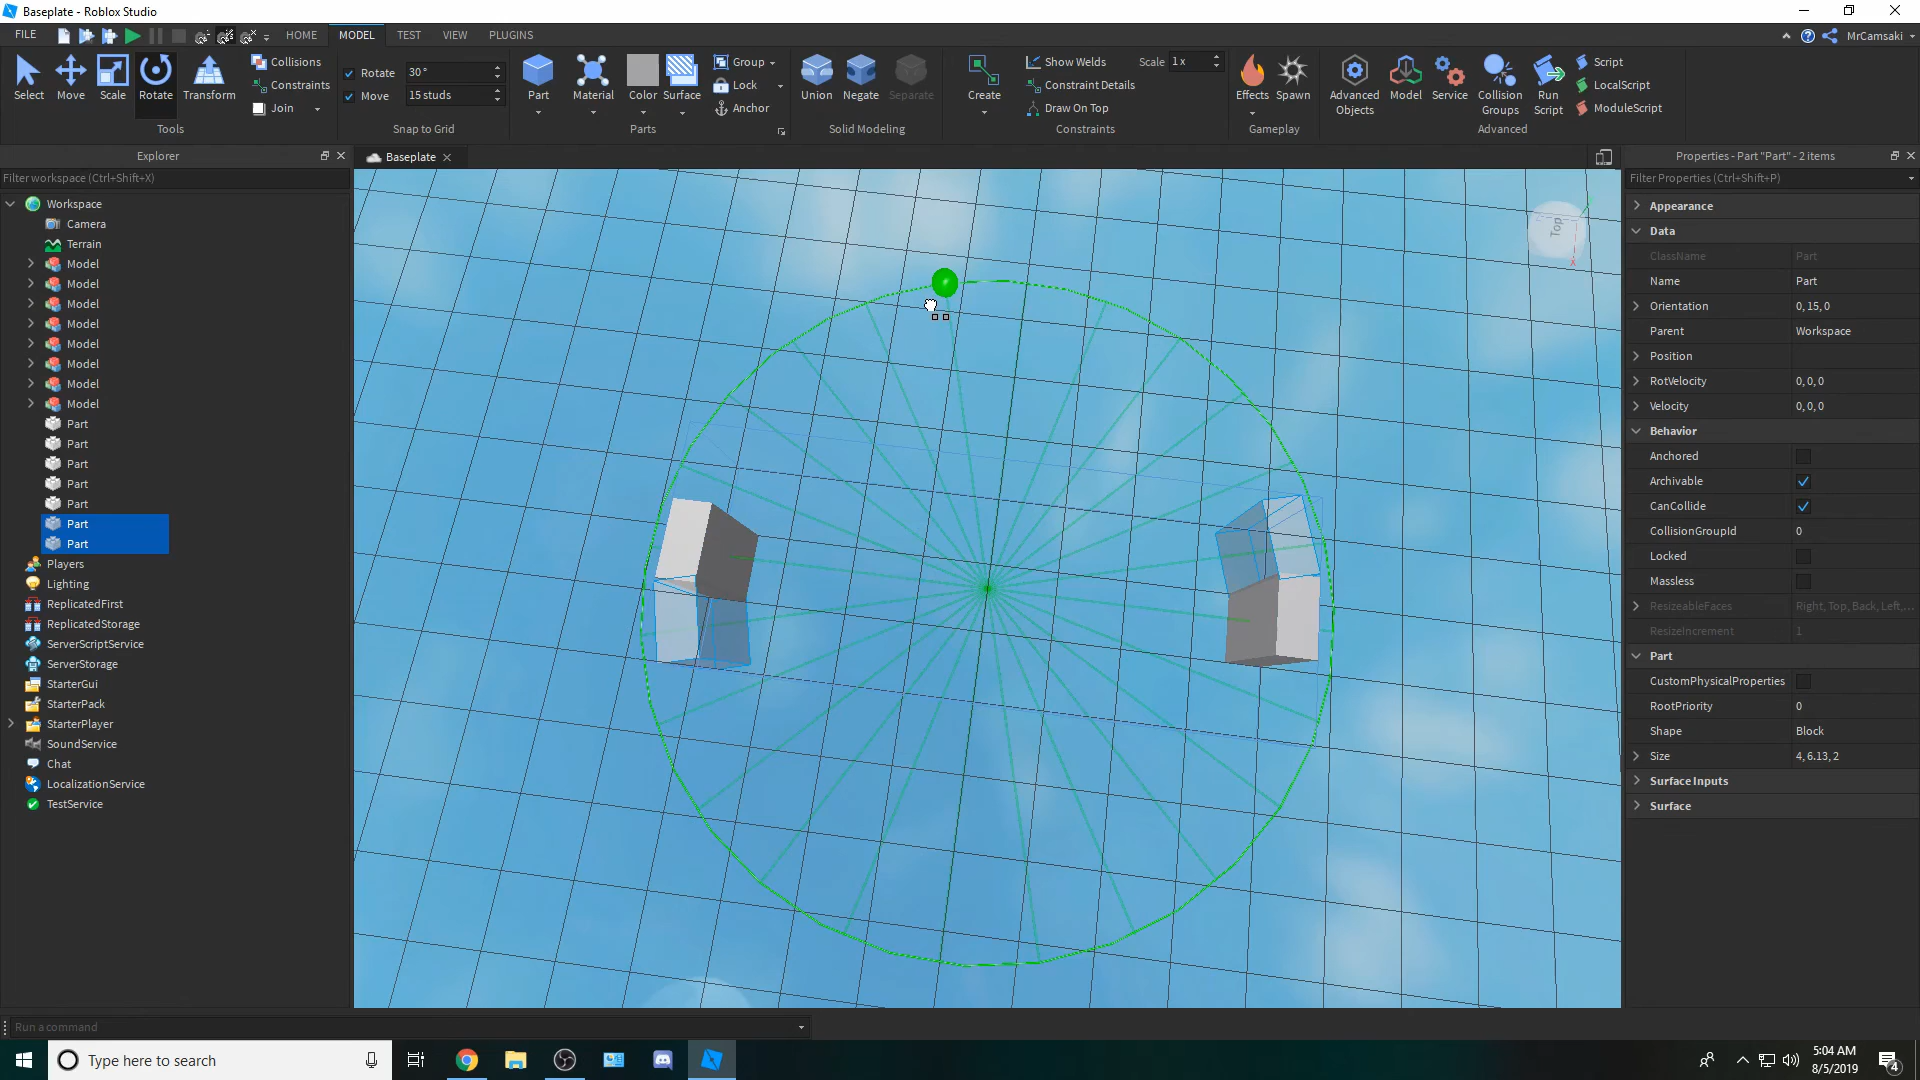 Baseplate - Roblox Studio
FILE HOME MODEL TEST VIEW PLUGINS MrCamsaki
Select Move Scale Rotate Transform
Collisions
Constraints
Join
Tools
Rotate 30°
Move 15 studs
Snap to Grid
Part Material Color Surface
Group
Lock
Anchor
Parts
Union Negate Separate
Solid Modeling
Create
Show Welds
Constraint Details
Draw On Top
Scale 1x
Constraints
Effects Spawn
Gameplay
Advanced Objects Model Service Collision Groups Run Script
Script
LocalScript
ModuleScript
Advanced
Explorer
Filter workspace (Ctrl+Shift+X)
Workspace
Camera
Terrain
Model
Model
Model
Model
Model
Model
Model
Model
Part
Part
Part
Part
Part
Part
Part
Players
Lighting
ReplicatedFirst
ReplicatedStorage
ServerScriptService
ServerStorage
StarterGui
StarterPack
StarterPlayer
SoundService
Chat
LocalizationService
TestService
Baseplate
Top
X
Properties - Part "Part" - 2 items
Filter Properties (Ctrl+Shift+P)
Appearance
Data
ClassName Part
Name Part
Orientation 0, 15, 0
Parent Workspace
Position
RotVelocity 0, 0, 0
Velocity 0, 0, 0
Behavior
Anchored
Archivable
CanCollide
CollisionGroupId 0
Locked
Massless
ResizeableFaces Right, Top, Back, Left,...
ResizeIncrement 1
Part
CustomPhysicalProperties
RootPriority 0
Shape Block
Size 4, 6.13, 2
Surface Inputs
Surface
Run a command
Type here to search
5:04 AM
8/5/2019
4